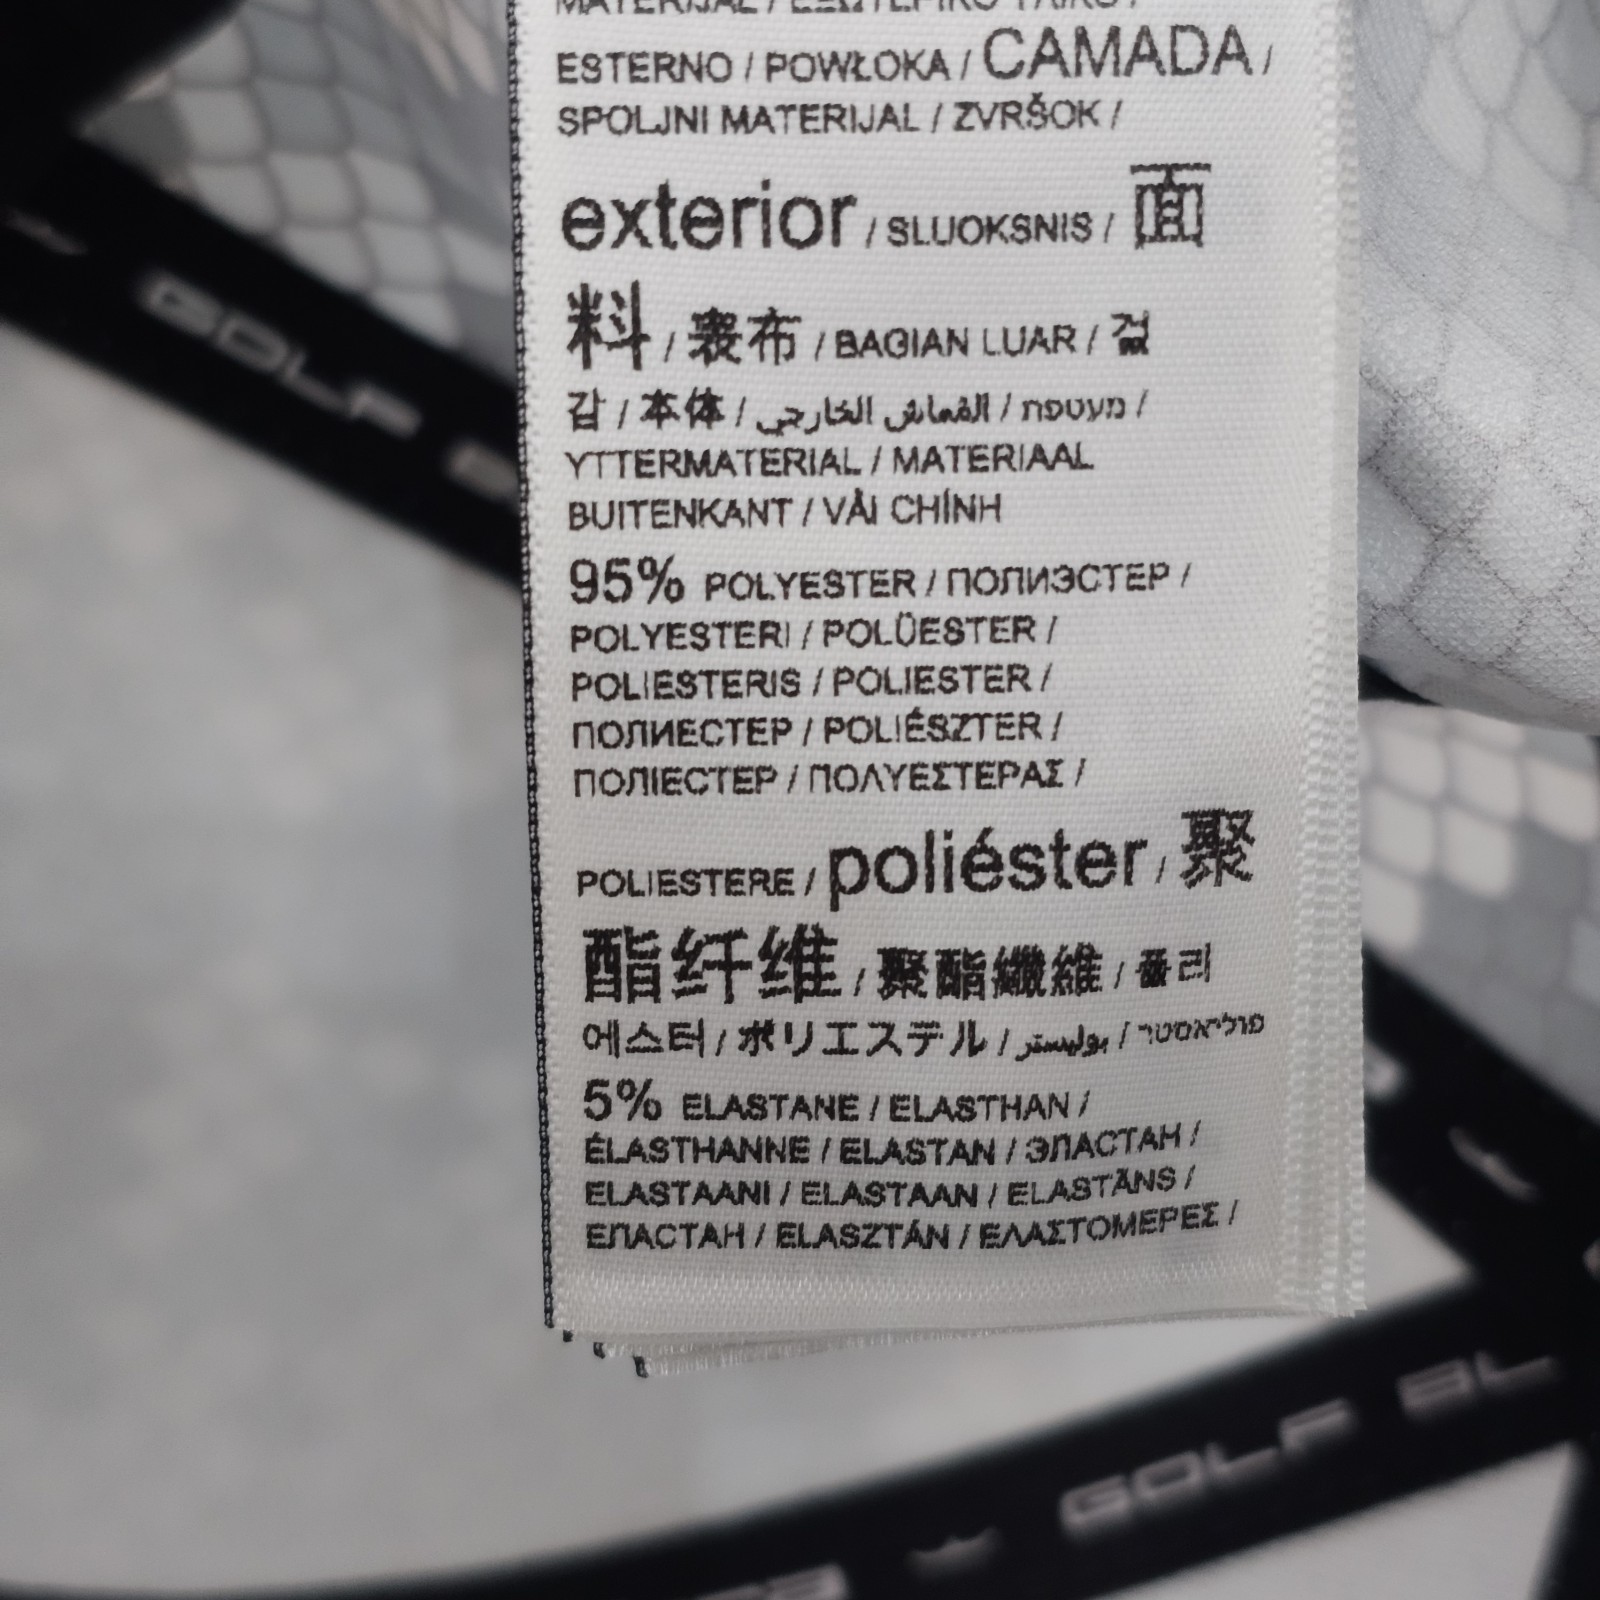 ESTERNO / POWŁOKA / CAMADA /
SPOLJNI MATERIJAL / ZVRŠOK /
exterior / SLUOKSNIS / 面
料 / 表布 / BAGIAN LUAR / 겉
감 / 本体 / القماش الخارجي / מעטפת /
YTTERMATERIAL / MATERIAAL
BUITENKANT / VẢI CHÍNH
95% POLYESTER / ПОЛИЭСТЕР /
POLYESTERI / POLÜESTER /
POLIESTERIS / POLIESTER /
ПОЛИЕСТЕР / POLIÉSZTER /
ПОЛІЕСТЕР / ΠΟΛΥΕΣΤΕΡΑΣ /
POLIESTERE / poliéster / 聚
酯纤维 / 聚酯纖維 / 폴리
에스터 / ポリエステル / بوليستر / פוליאסטר
5% ELASTANE / ELASTHAN /
ÉLASTHANNE / ELASTAN / ЭЛАСТАН /
ELASTAANI / ELASTAAN / ELASTĀNS /
ЕЛАСТАН / ELASZTÁN / ΕΛΑΣΤΟΜΕΡΕΣ /
GOLF
GOLF